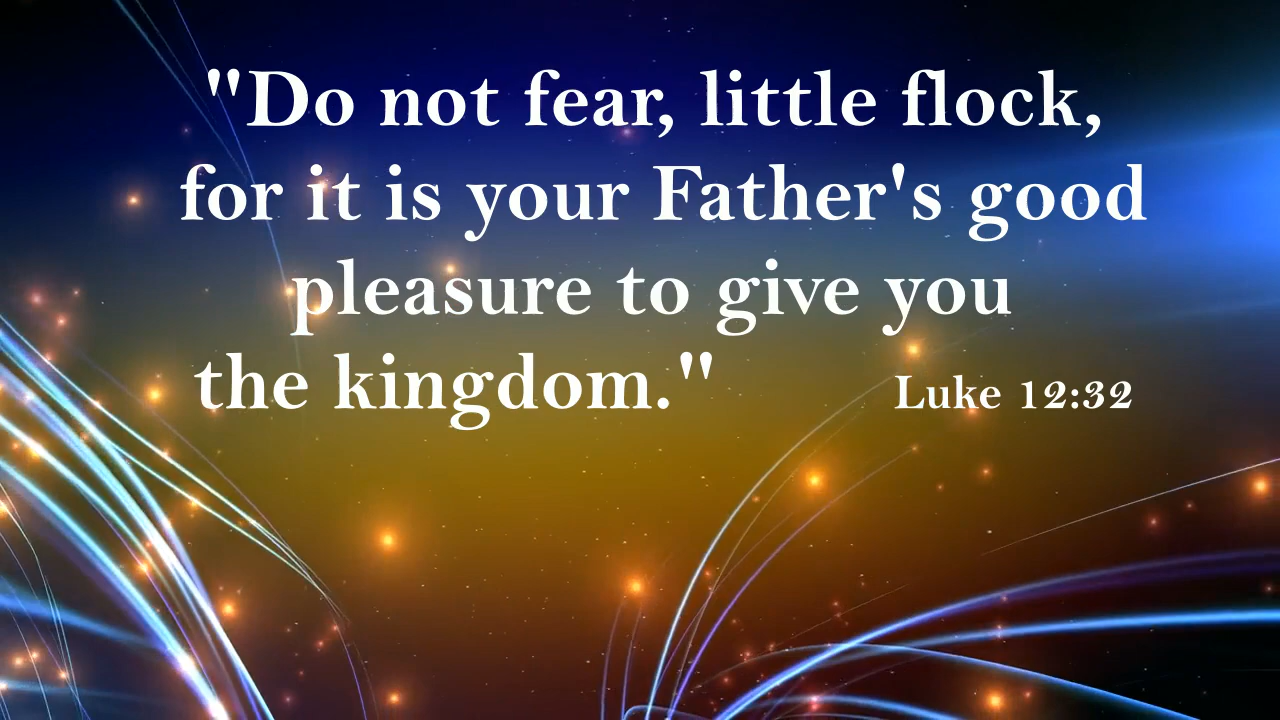 "Do not fear, little flock,
for it is your Father's good
pleasure to give you
the kingdom." Luke 12:32